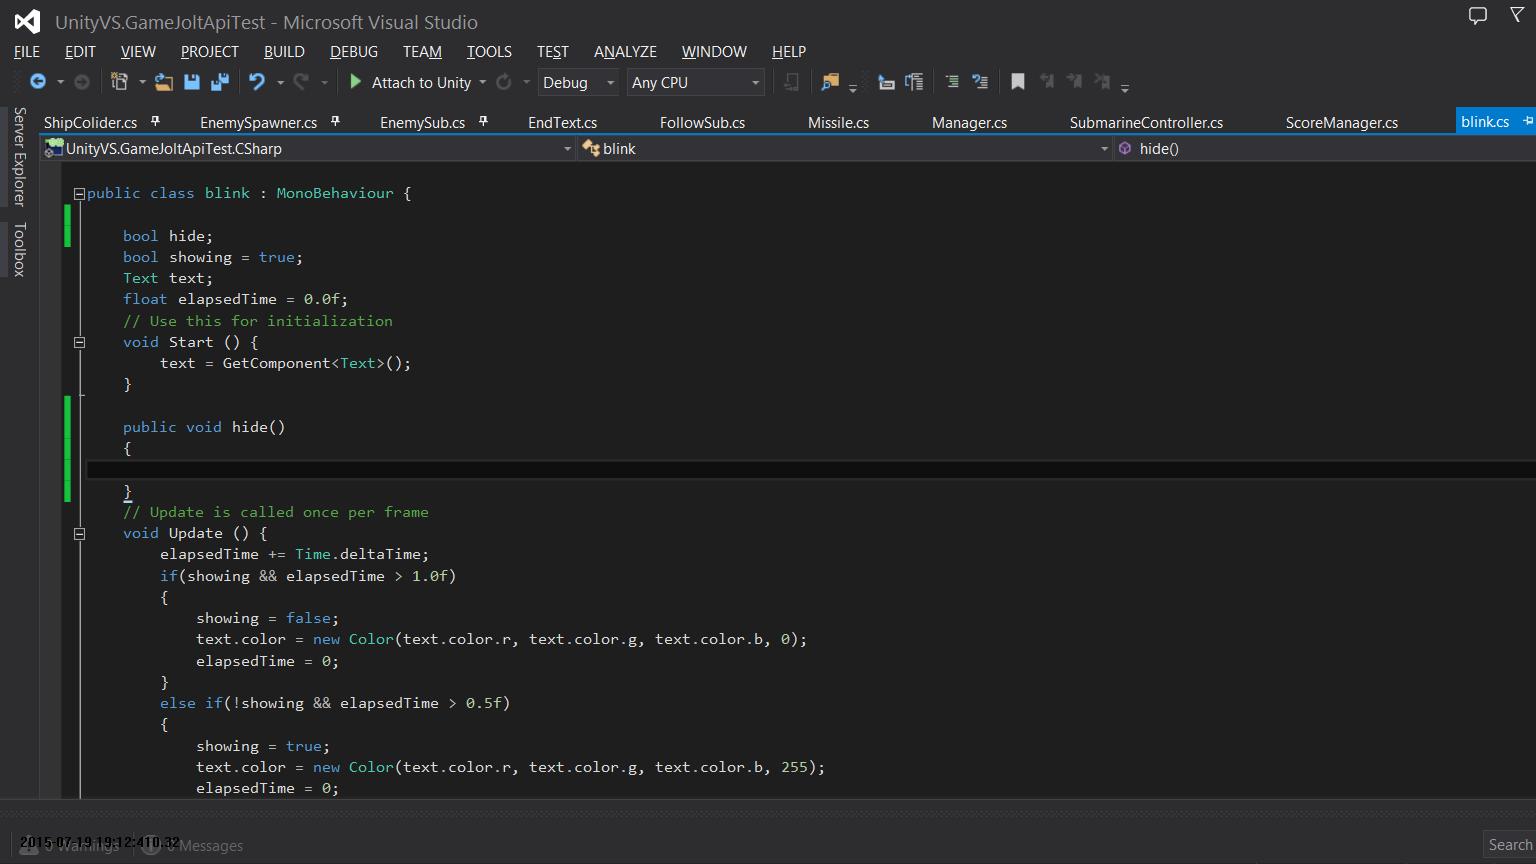 UnityVS.GameJoltApiTest - Microsoft Visual Studio
FILE EDIT VIEW PROJECT BUILD DEBUG TEAM TOOLS TEST ANALYZE WINDOW HELP
Attach to Unity Debug Any CPU
Server Explorer
Toolbox
ShipColider.cs EnemySpawner.cs EnemySub.cs EndText.cs FollowSub.cs Missile.cs Manager.cs SubmarineController.cs ScoreManager.cs blink.cs
UnityVS.GameJoltApiTest.CSharp blink hide()
public class blink : MonoBehaviour {
bool hide;
bool showing = true;
Text text;
float elapsedTime = 0.0f;
// Use this for initialization
void Start () {
text = GetComponent<Text>();
}
public void hide()
{
}
// Update is called once per frame
void Update () {
elapsedTime += Time.deltaTime;
if(showing && elapsedTime > 1.0f)
{
showing = false;
text.color = new Color(text.color.r, text.color.g, text.color.b, 0);
elapsedTime = 0;
}
else if(!showing && elapsedTime > 0.5f)
{
showing = true;
text.color = new Color(text.color.r, text.color.g, text.color.b, 255);
elapsedTime = 0;
0 Warnings 0 Messages
Search